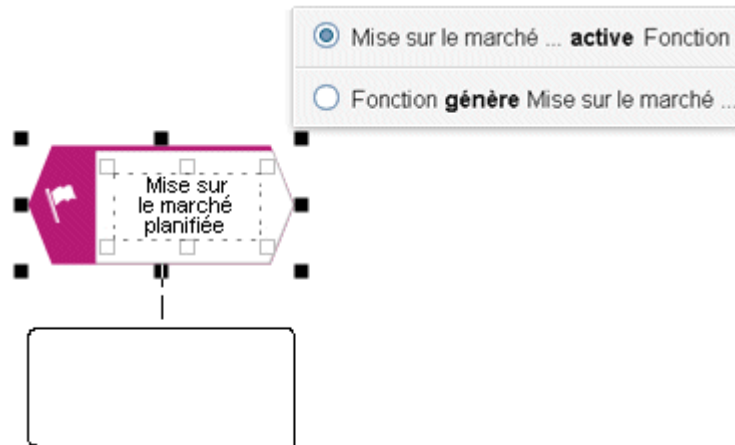 Mise sur le marché ... active Fonction
Fonction génère Mise sur le marché ...
Mise sur
le marché
planifiée